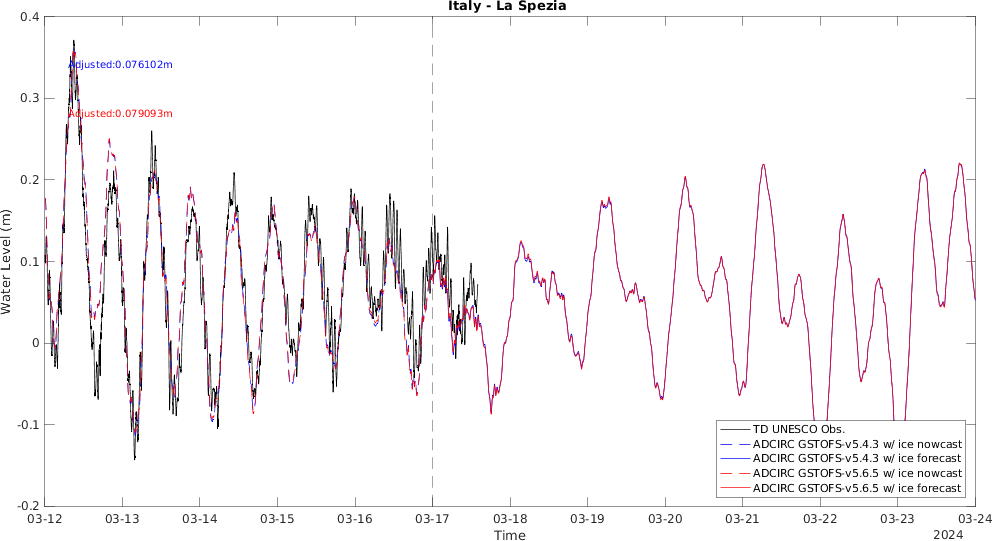 Italy - La Spezia
0.4
Adjusted:0.076102m
0.3
Adjusted:0.079093m
0.2
0.1
0
-0.1
-0.2
Water Level (m)
TD UNESCO Obs.
ADCIRC GSTOFS-v5.4.3 w/ ice nowcast
ADCIRC GSTOFS-v5.4.3 w/ ice forecast
ADCIRC GSTOFS-v5.6.5 w/ ice nowcast
ADCIRC GSTOFS-v5.6.5 w/ ice forecast
03-12 03-13 03-14 03-15 03-16 03-17 03-18 03-19 03-20 03-21 03-22 03-23 03-24
Time
2024